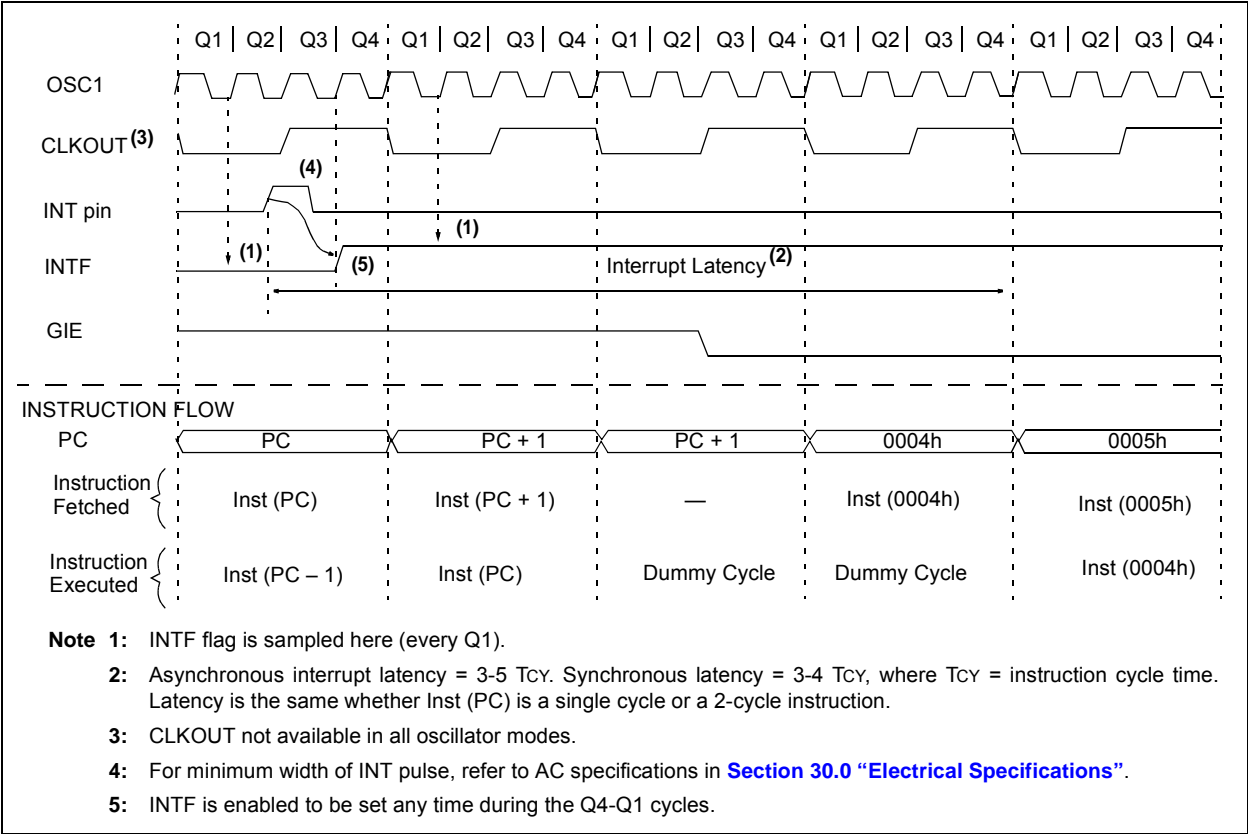 Q1 Q2 Q3 Q4 Q1 Q2 Q3 Q4 Q1 Q2 Q3 Q4 Q1 Q2 Q3 Q4 Q1 Q2 Q3 Q4
OSC1
CLKOUT(3)
(4)
INT pin
(1)
(1)
INTF
(5)
Interrupt Latency(2)
GIE
INSTRUCTION FLOW
PC PC PC + 1 PC + 1 0004h 0005h
Instruction
Fetched
Inst (PC) Inst (PC + 1) — Inst (0004h) Inst (0005h)
Instruction
Executed
Inst (PC – 1) Inst (PC) Dummy Cycle Dummy Cycle Inst (0004h)
Note 1: INTF flag is sampled here (every Q1).
2: Asynchronous interrupt latency = 3-5 TCY. Synchronous latency = 3-4 TCY, where TCY = instruction cycle time.
Latency is the same whether Inst (PC) is a single cycle or a 2-cycle instruction.
3: CLKOUT not available in all oscillator modes.
4: For minimum width of INT pulse, refer to AC specifications in Section 30.0 “Electrical Specifications”.
5: INTF is enabled to be set any time during the Q4-Q1 cycles.